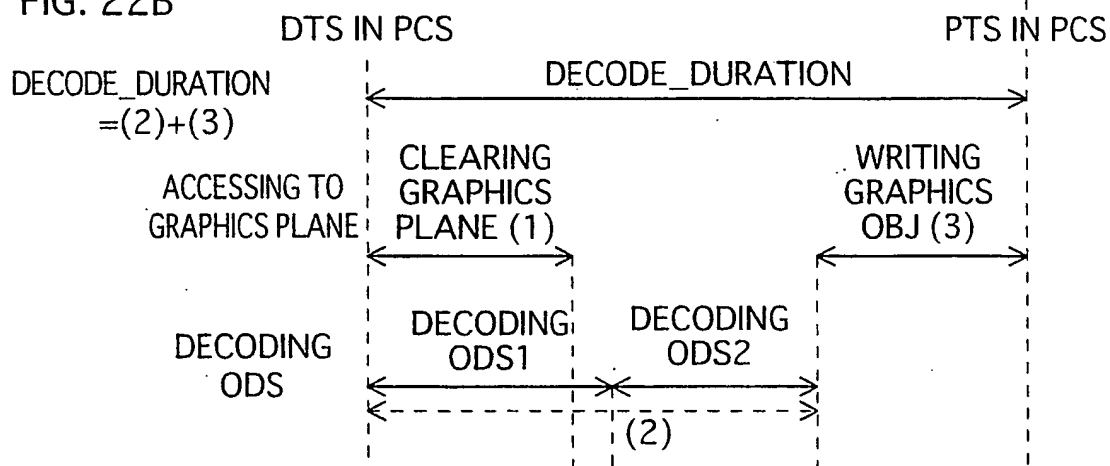 FIG. 22B
DTS IN PCS
PTS IN PCS
DECODE_DURATION
=(2)+(3)
DECODE_DURATION
ACCESSING TO
GRAPHICS PLANE
CLEARING
GRAPHICS
PLANE (1)
WRITING
GRAPHICS
OBJ (3)
DECODING
ODS
DECODING
ODS1
DECODING
ODS2
(2)